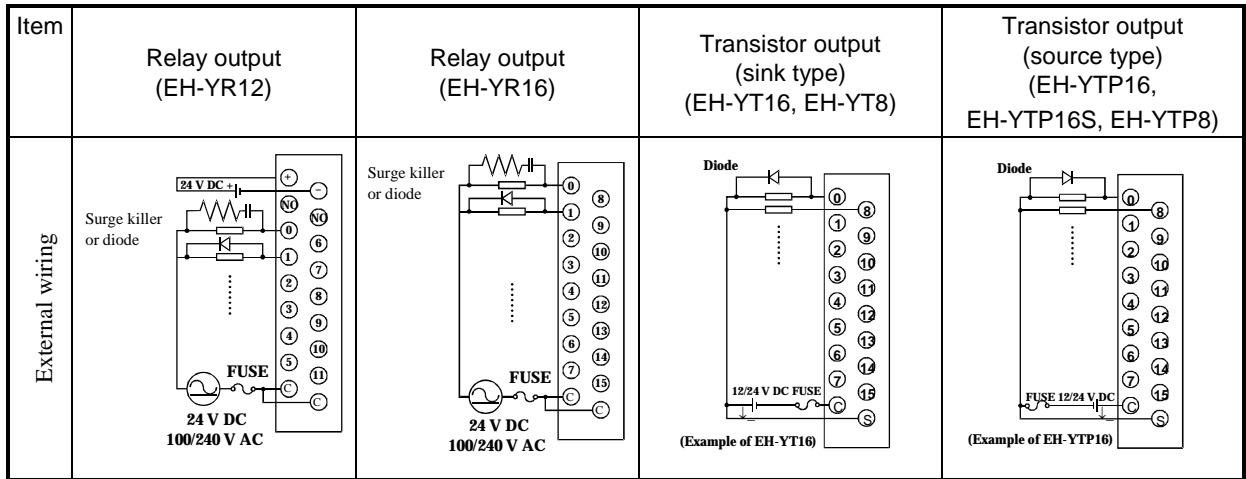 Item
Relay output
(EH-YR12)
Relay output
(EH-YR16)
Transistor output
(sink type)
(EH-YT16, EH-YT8)
Transistor output
(source type)
(EH-YTP16,
EH-YTP16S, EH-YTP8)
External wiring
24 V DC +
Surge killer
or diode
+
−
NO
NO
0
6
1
7
2
8
3
9
4
10
5
11
C
C
FUSE
24 V DC
100/240 V AC
Surge killer
or diode
0
8
1
9
2
10
3
11
4
12
5
13
6
14
7
15
C
C
FUSE
24 V DC
100/240 V AC
Diode
0
8
1
9
2
10
3
11
4
12
5
13
6
14
7
15
C
S
12/24 V DC FUSE
(Example of EH-YT16)
Diode
0
8
1
9
2
10
3
11
4
12
5
13
6
14
7
15
C
S
FUSE 12/24 V DC
(Example of EH-YTP16)